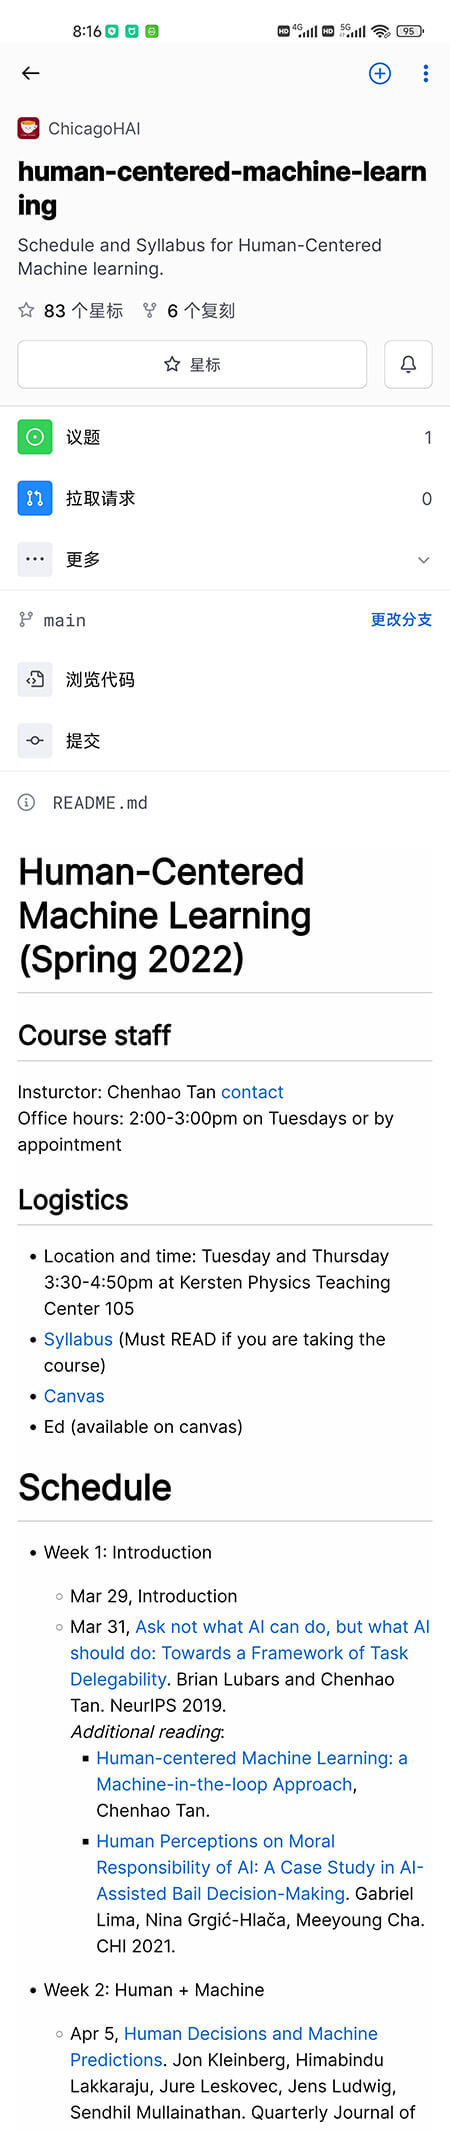 8:16 HD 4G HD 5G 95
ChicagoHAI
human-centered-machine-learn
ing
Schedule and Syllabus for Human-Centered
Machine learning.
83 个星标 6 个复刻
星标
议题 1
拉取请求 0
更多
main 更改分支
浏览代码
提交
README.md
Human-Centered
Machine Learning
(Spring 2022)
Course staff
Insturctor: Chenhao Tan contact
Office hours: 2:00-3:00pm on Tuesdays or by
appointment
Logistics
• Location and time: Tuesday and Thursday
3:30-4:50pm at Kersten Physics Teaching
Center 105
• Syllabus (Must READ if you are taking the
course)
• Canvas
• Ed (available on canvas)
Schedule
• Week 1: Introduction
◦ Mar 29, Introduction
◦ Mar 31, Ask not what AI can do, but what AI
should do: Towards a Framework of Task
Delegability. Brian Lubars and Chenhao
Tan. NeurIPS 2019.
Additional reading:
▪ Human-centered Machine Learning: a
Machine-in-the-loop Approach,
Chenhao Tan.
▪ Human Perceptions on Moral
Responsibility of AI: A Case Study in AI-
Assisted Bail Decision-Making. Gabriel
Lima, Nina Grgić-Hlača, Meeyoung Cha.
CHI 2021.
• Week 2: Human + Machine
◦ Apr 5, Human Decisions and Machine
Predictions. Jon Kleinberg, Himabindu
Lakkaraju, Jure Leskovec, Jens Ludwig,
Sendhil Mullainathan. Quarterly Journal of